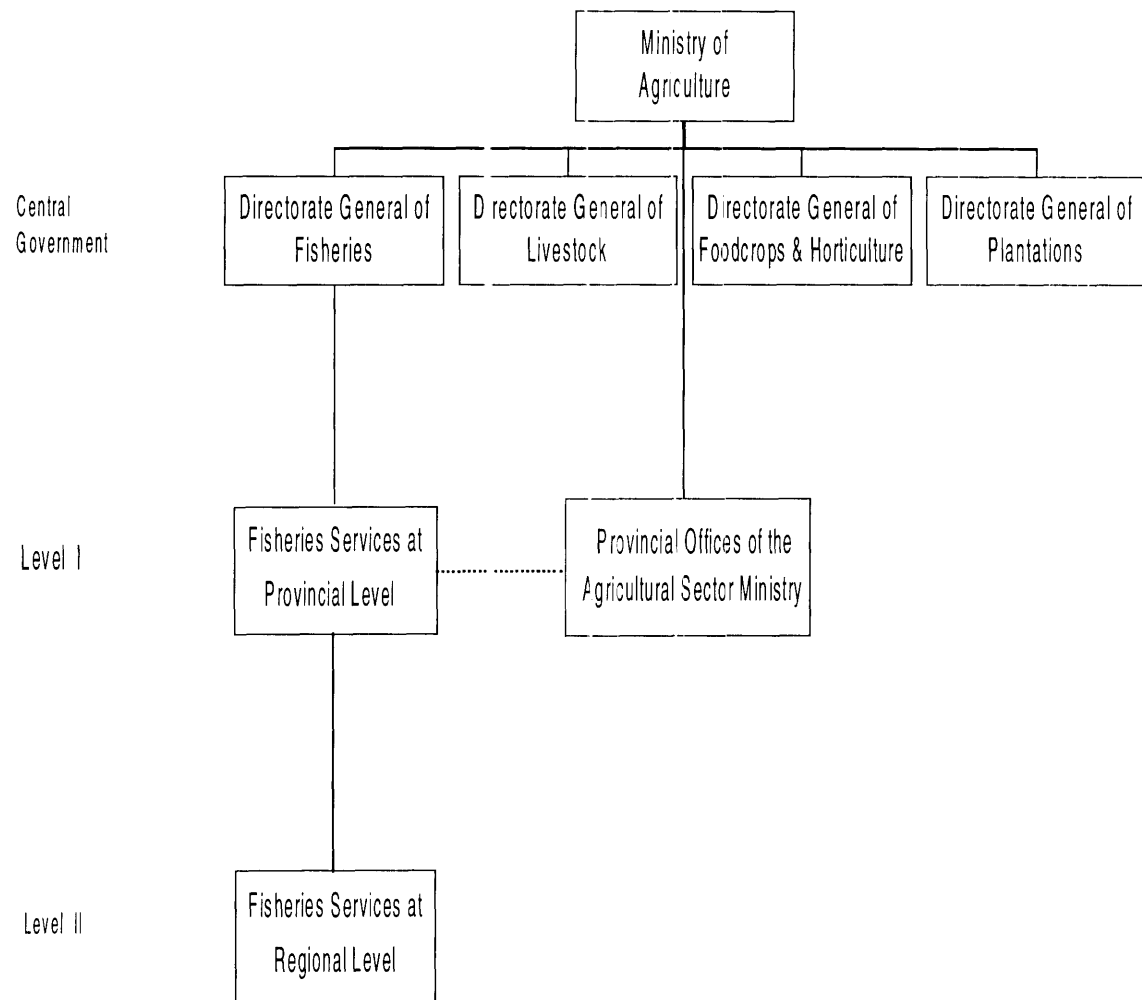 Ministry of
Agriculture
Central
Government
Directorate General of
Fisheries
Directorate General of
Livestock
Directorate General of
Foodcrops & Horticulture
Directorate General of
Plantations
Level I
Fisheries Services at
Provincial Level
Provincial Offices of the
Agricultural Sector Ministry
Level II
Fisheries Services at
Regional Level